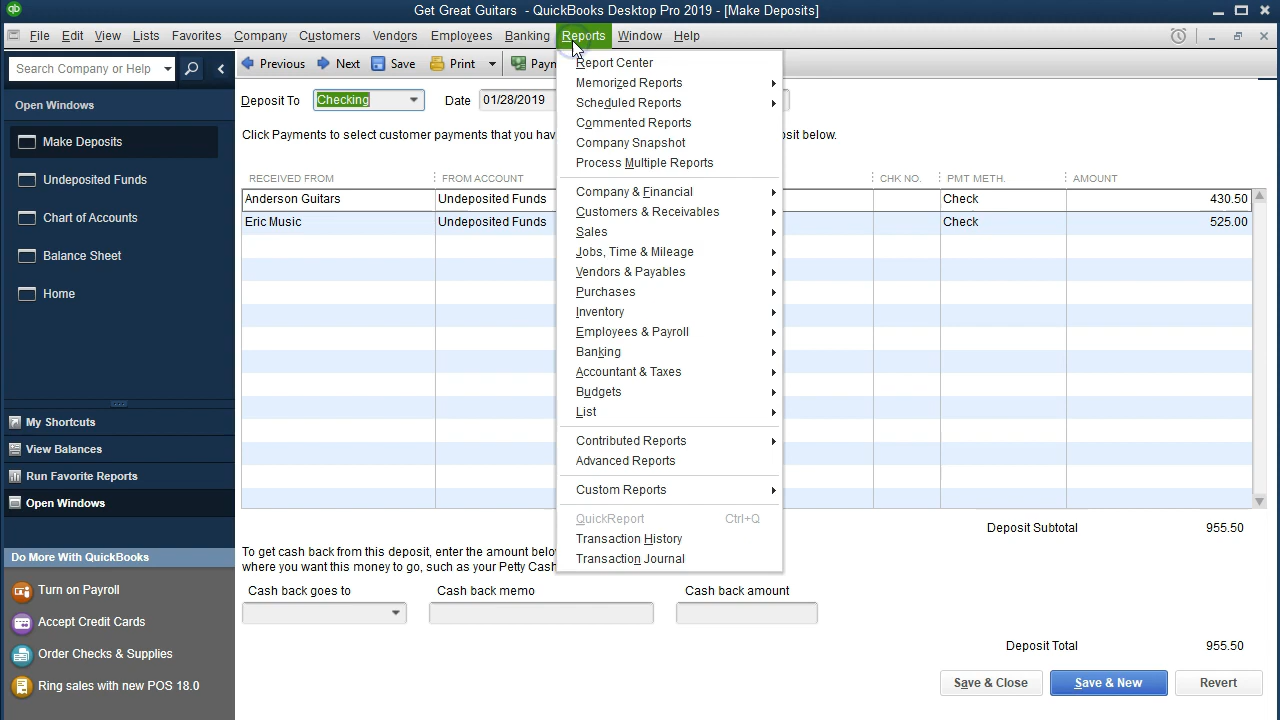 Get Great Guitars - QuickBooks Desktop Pro 2019 - [Make Deposits]
File Edit View Lists Favorites Company Customers Vendors Employees Banking Reports Window Help
Search Company or Help
Previous Next Save Print
Open Windows
Make Deposits
Undeposited Funds
Chart of Accounts
Balance Sheet
Home
My Shortcuts
View Balances
Run Favorite Reports
Open Windows
Do More With QuickBooks
Turn on Payroll
Accept Credit Cards
Order Checks & Supplies
Ring sales with new POS 18.0
Deposit To Checking Date 01/28/2019
Click Payments to select customer payments that you hav
osit below.
RECEIVED FROM FROM ACCOUNT CHK NO. PMT METH. AMOUNT
Anderson Guitars Undeposited Funds Check 430.50
Eric Music Undeposited Funds Check 525.00
Report Center
Memorized Reports
Scheduled Reports
Commented Reports
Company Snapshot
Process Multiple Reports
Company & Financial
Customers & Receivables
Sales
Jobs, Time & Mileage
Vendors & Payables
Purchases
Inventory
Employees & Payroll
Banking
Accountant & Taxes
Budgets
List
Contributed Reports
Advanced Reports
Custom Reports
QuickReport Ctrl+Q
Transaction History
Transaction Journal
Deposit Subtotal 955.50
To get cash back from this deposit, enter the amount belo
where you want this money to go, such as your Petty Cash
Cash back goes to Cash back memo Cash back amount
Deposit Total 955.50
Save & Close Save & New Revert